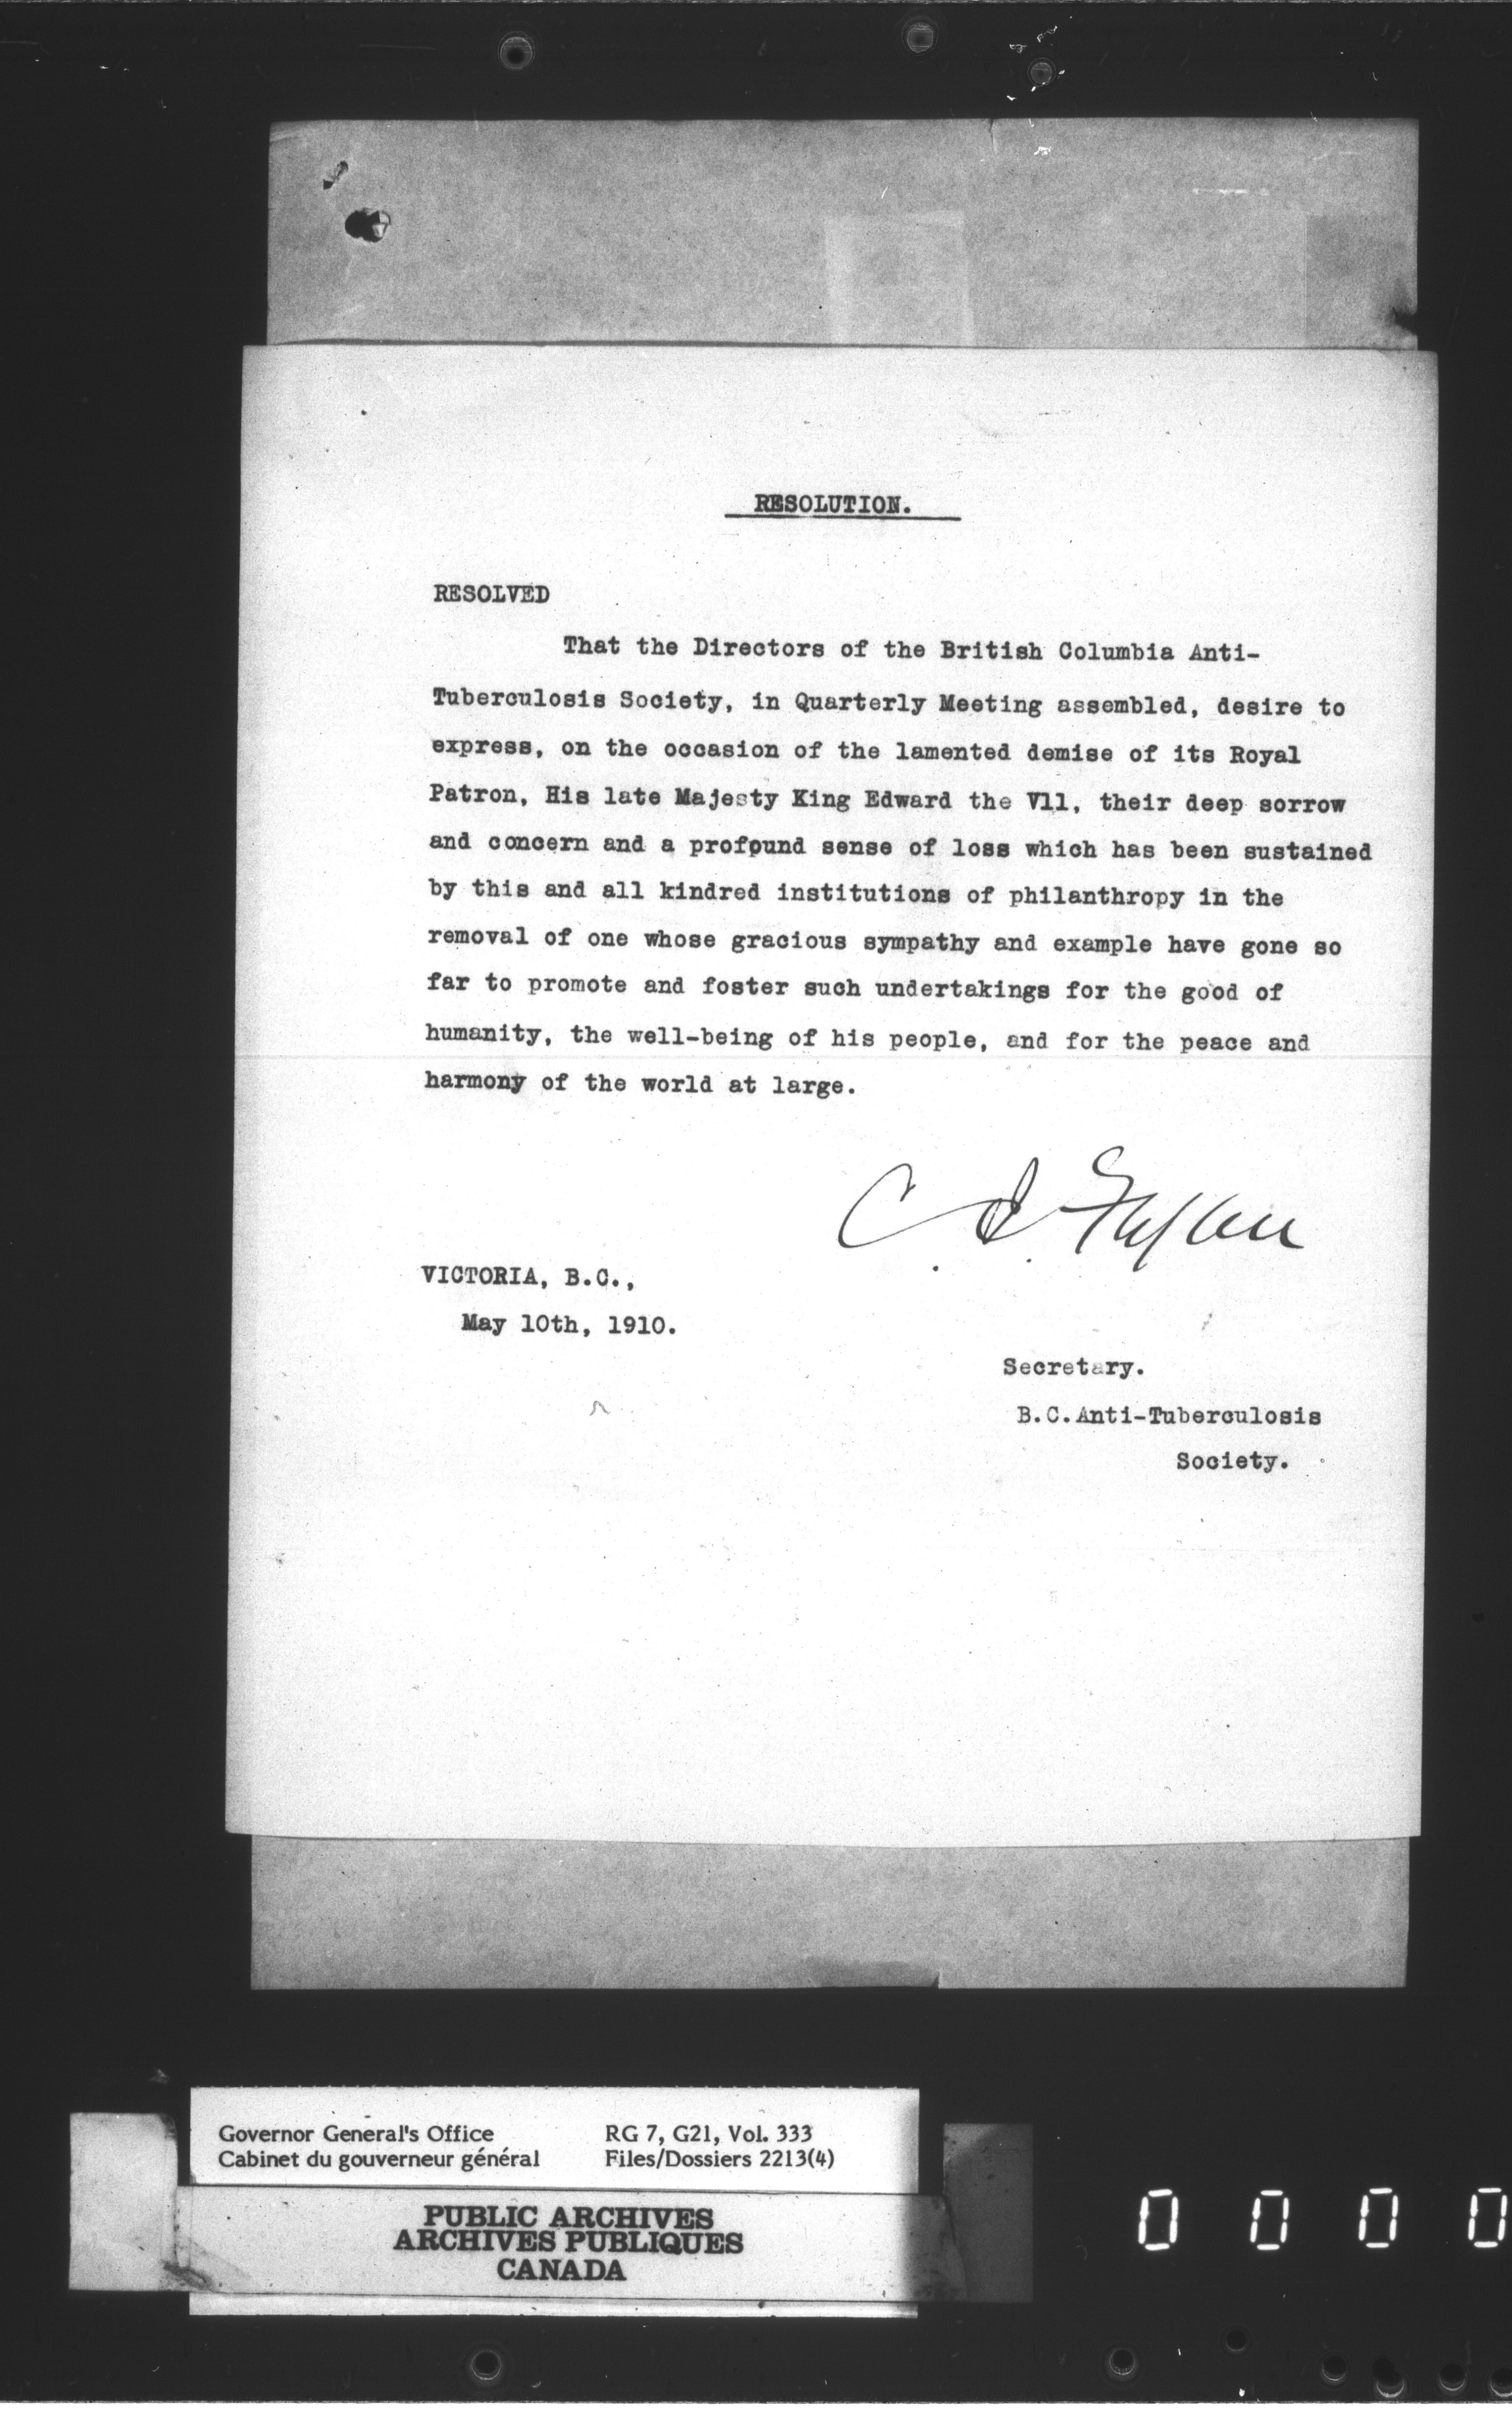 RESOLUTION.
RESOLVED
That the Directors of the British Columbia Anti-
Tuberculosis Society, in Quarterly Meeting assembled, desire to
express, on the occasion of the lamented demise of its Royal
Patron, His late Majesty King Edward the V11, their deep sorrow
and concern and a profound sense of loss which has been sustained
by this and all kindred institutions of philanthropy in the
removal of one whose gracious sympathy and example have gone so
far to promote and foster such undertakings for the good of
humanity, the well-being of his people, and for the peace and
harmony of the world at large.
VICTORIA, B.C.,
May 10th, 1910.
Secretary.
B.C.Anti-Tuberculosis
Society.
Governor General's Office RG 7, G21, Vol. 333
Cabinet du gouverneur général Files/Dossiers 2213(4)
PUBLIC ARCHIVES
ARCHIVES PUBLIQUES
CANADA
0 0 0 0